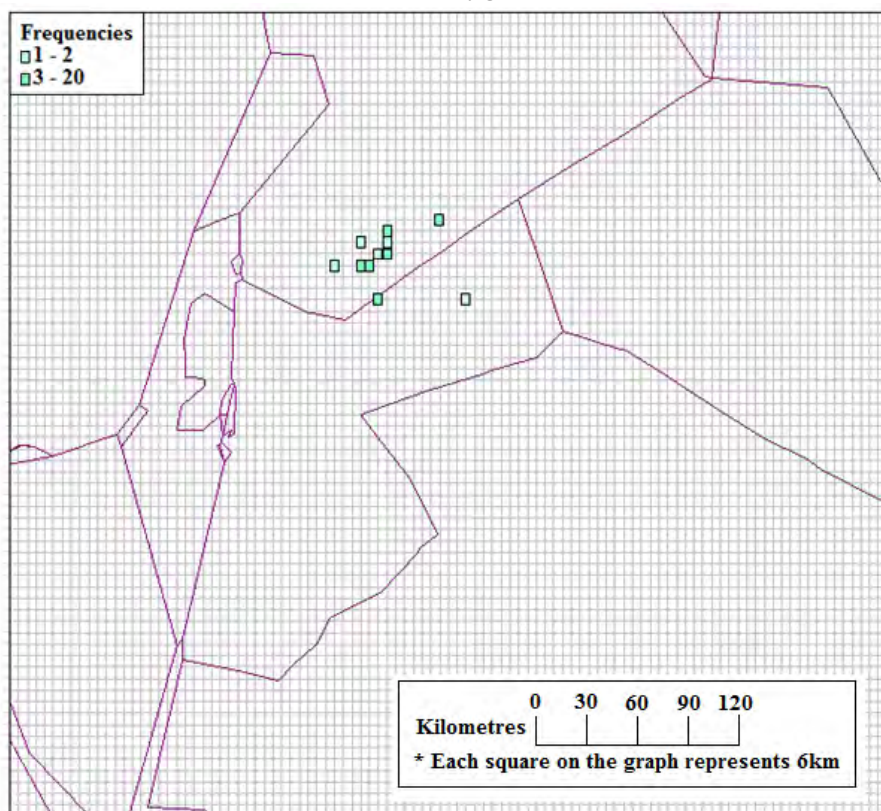 Frequencies
1 - 2
3 - 20
0 30 60 90 120
Kilometres
* Each square on the graph represents 6km